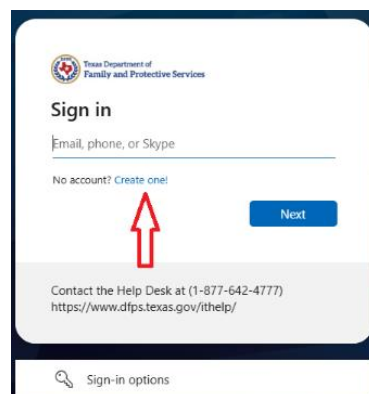 Texas Department of
Family and Protective Services
Sign in
Email, phone, or Skype
No account? Create one!
Next
Contact the Help Desk at (1-877-642-4777)
https://www.dfps.texas.gov/ithelp/
Sign-in options